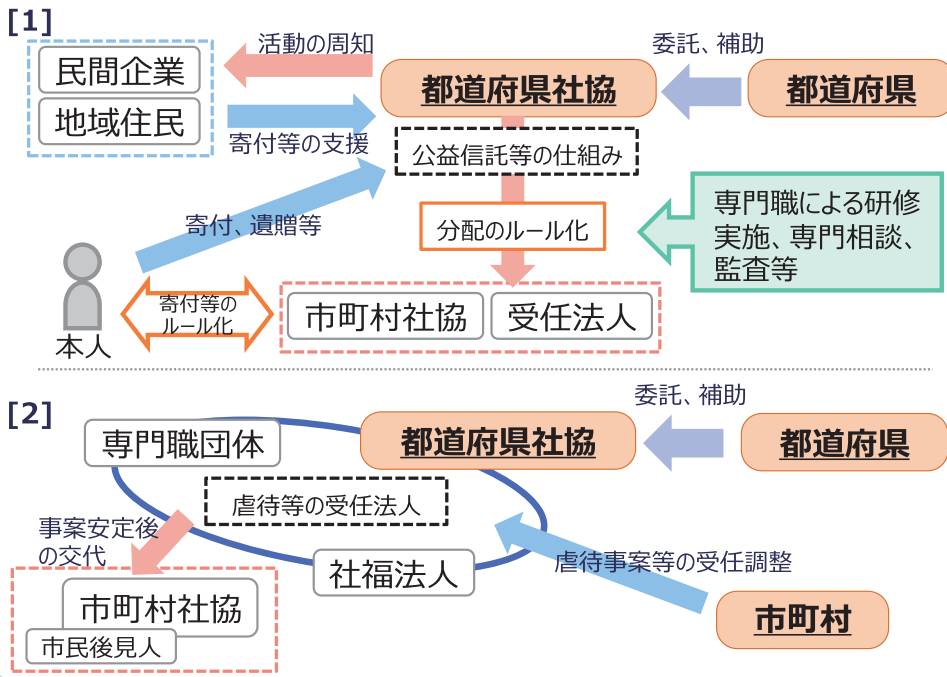 [1]
活動の周知
委託、補助
民間企業
地域住民
都道府県社協
都道府県
寄付等の支援
公益信託等の仕組み
寄付、遺贈等
分配のルール化
専門職による研修
実施、専門相談、
監査等
寄付等の
ルール化
市町村社協
受任法人
本人
[2]
委託、補助
専門職団体
都道府県社協
都道府県
虐待等の受任法人
事案安定後
の交代
社福法人
虐待事案等の受任調整
市町村社協
市民後見人
市町村